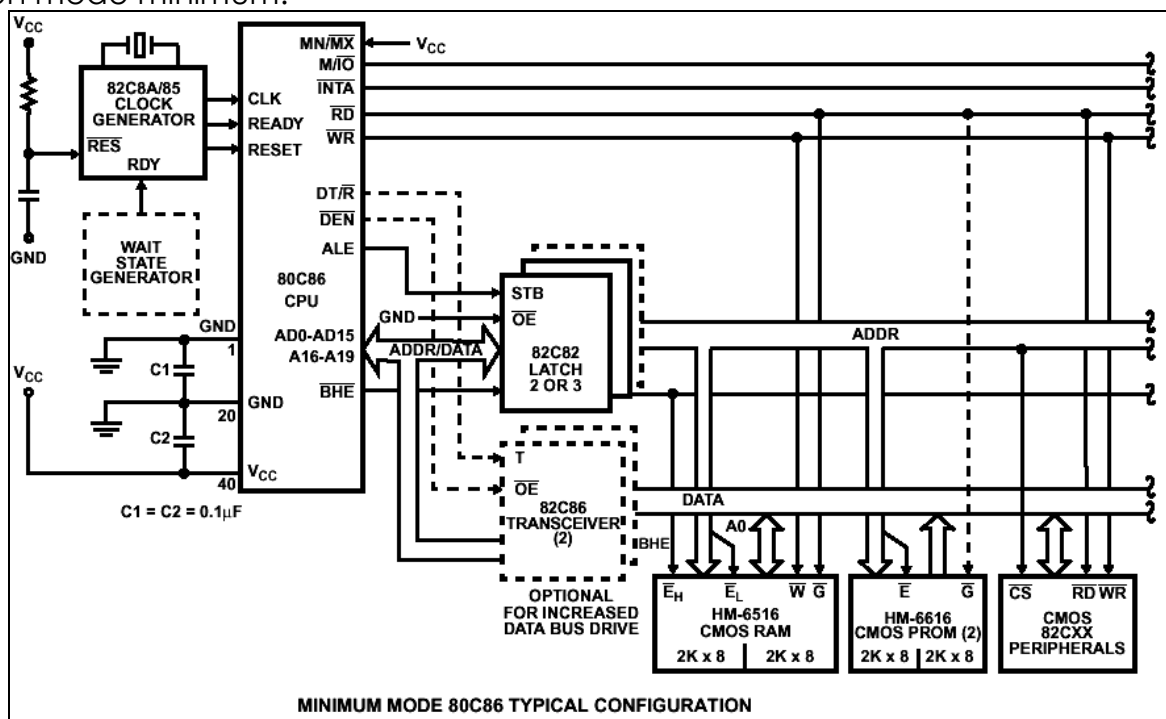 on mode minimum.
VCC
82C8A/85
CLOCK
GENERATOR
RES
RDY
GND
WAIT
STATE
GENERATOR
CLK
READY
RESET
MN/MX
VCC
M/IO
INTA
RD
WR
DT/R
DEN
ALE
80C86
CPU
AD0-AD15
A16-A19
BHE
GND
1
C1
GND
20
C2
VCC
VCC
40
C1 = C2 = 0.1µF
GND
ADDR/DATA
STB
OE
82C82
LATCH
2 OR 3
T
OE
82C86
TRANSCEIVER
(2)
OPTIONAL
FOR INCREASED
DATA BUS DRIVE
ADDR
DATA
A0
BHE
EH
EL
W G
HM-6516
CMOS RAM
2K x 8
2K x 8
E
G
HM-6616
CMOS PROM (2)
2K x 8
2K x 8
CS
RD WR
CMOS
82CXX
PERIPHERALS
MINIMUM MODE 80C86 TYPICAL CONFIGURATION